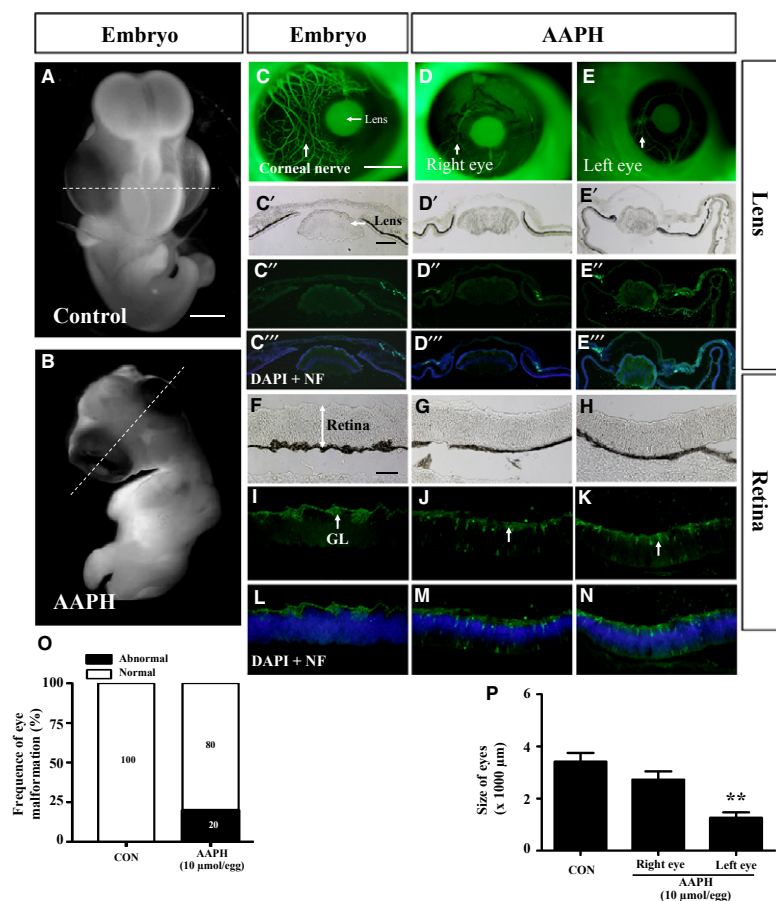 Embryo
Embryo
AAPH
A
Control
B
AAPH
C
Lens
Corneal nerve
D
Right eye
E
Left eye
C′
Lens
D′
E′
C″
D″
E″
C‴
DAPI + NF
D‴
E‴
Lens
F
Retina
G
H
I
GL
J
K
L
DAPI + NF
M
N
Retina
O
Abnormal
Normal
Frequence of eye
malformation (%)
100
75
50
25
0
100
80
20
CON
AAPH
(10 µmol/egg)
P
Size of eyes
(x 1000 µm)
6
4
2
0
**
CON
Right eye
Left eye
AAPH
(10 µmol/egg)